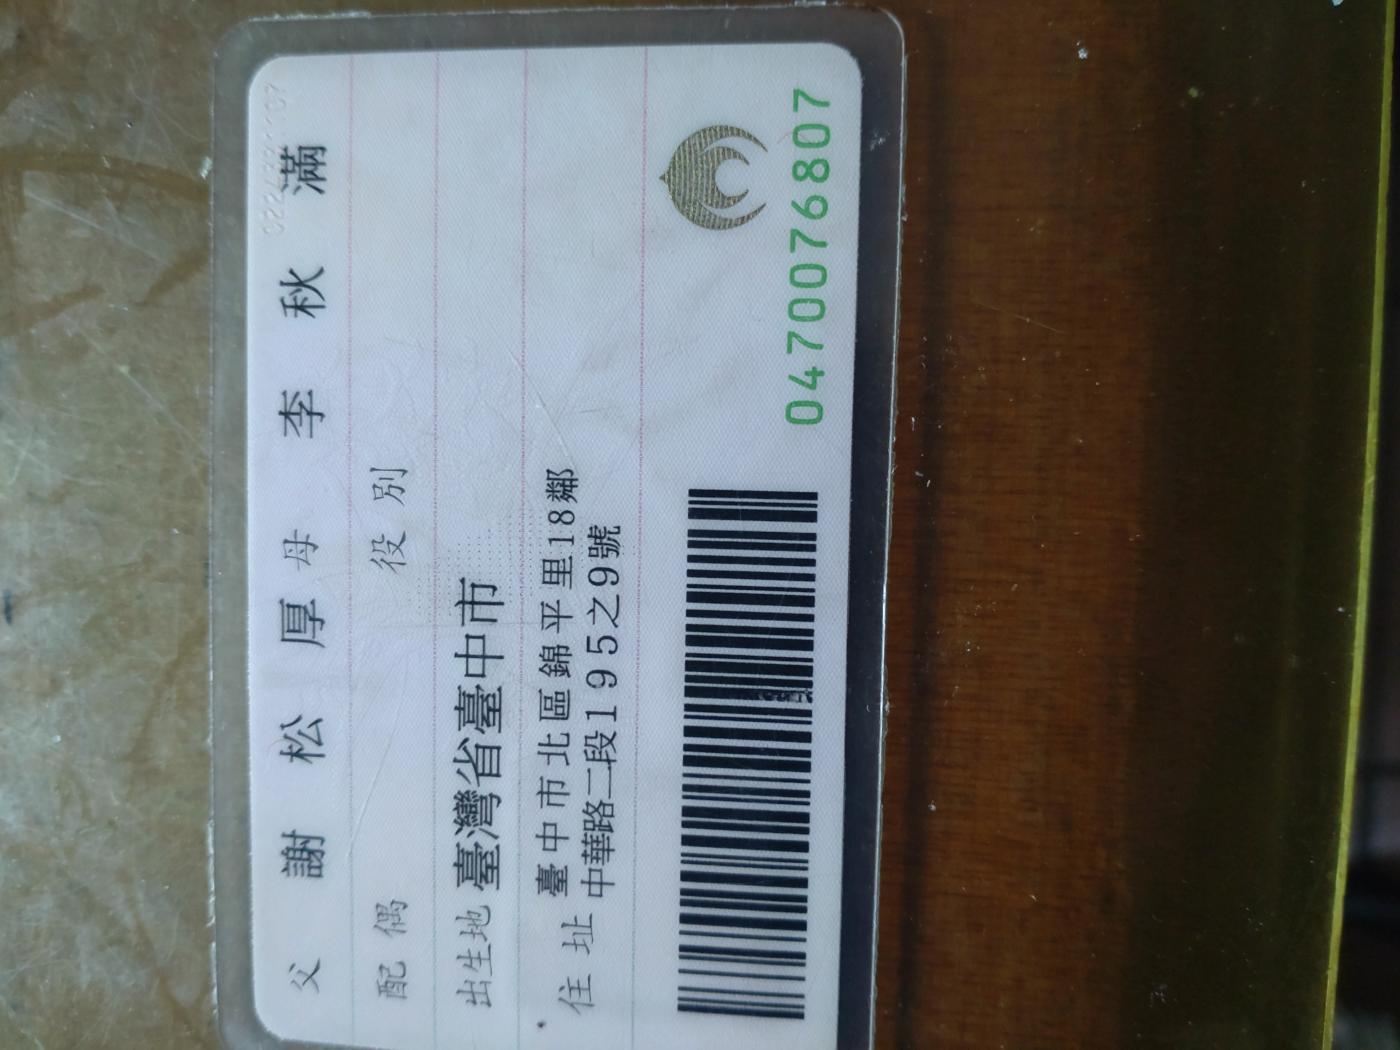 父 謝松厚 母 李秋滿
配偶 役別
出生地 臺灣省臺中市
住址 臺中市北區錦平里18鄰
中華路二段195之9號
0470076807